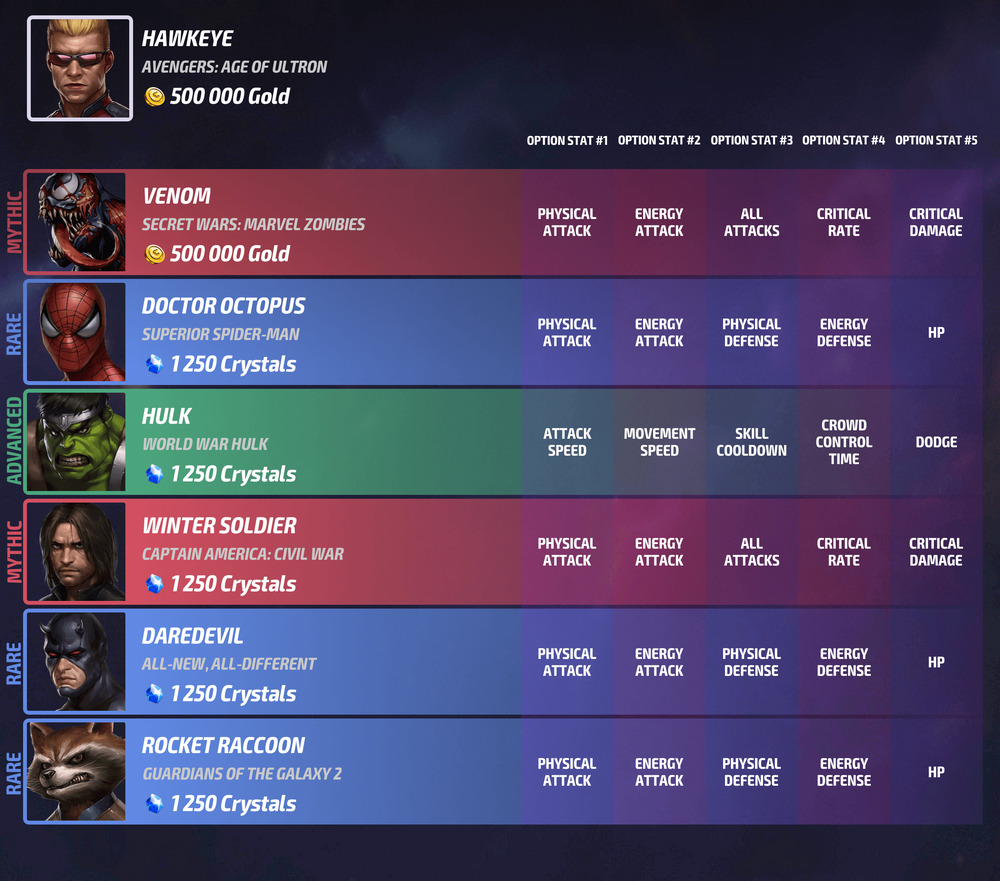 HAWKEYE
AVENGERS: AGE OF ULTRON
500 000 Gold
OPTION STAT #1 OPTION STAT #2 OPTION STAT #3 OPTION STAT #4 OPTION STAT #5
MYTHIC
VENOM
SECRET WARS: MARVEL ZOMBIES
500 000 Gold
PHYSICAL ATTACK
ENERGY ATTACK
ALL ATTACKS
CRITICAL RATE
CRITICAL DAMAGE
RARE
DOCTOR OCTOPUS
SUPERIOR SPIDER-MAN
1 250 Crystals
PHYSICAL ATTACK
ENERGY ATTACK
PHYSICAL DEFENSE
ENERGY DEFENSE
HP
ADVANCED
HULK
WORLD WAR HULK
1 250 Crystals
ATTACK SPEED
MOVEMENT SPEED
SKILL COOLDOWN
CROWD CONTROL TIME
DODGE
MYTHIC
WINTER SOLDIER
CAPTAIN AMERICA: CIVIL WAR
1 250 Crystals
PHYSICAL ATTACK
ENERGY ATTACK
ALL ATTACKS
CRITICAL RATE
CRITICAL DAMAGE
RARE
DAREDEVIL
ALL-NEW, ALL-DIFFERENT
1 250 Crystals
PHYSICAL ATTACK
ENERGY ATTACK
PHYSICAL DEFENSE
ENERGY DEFENSE
HP
RARE
ROCKET RACCOON
GUARDIANS OF THE GALAXY 2
1 250 Crystals
PHYSICAL ATTACK
ENERGY ATTACK
PHYSICAL DEFENSE
ENERGY DEFENSE
HP